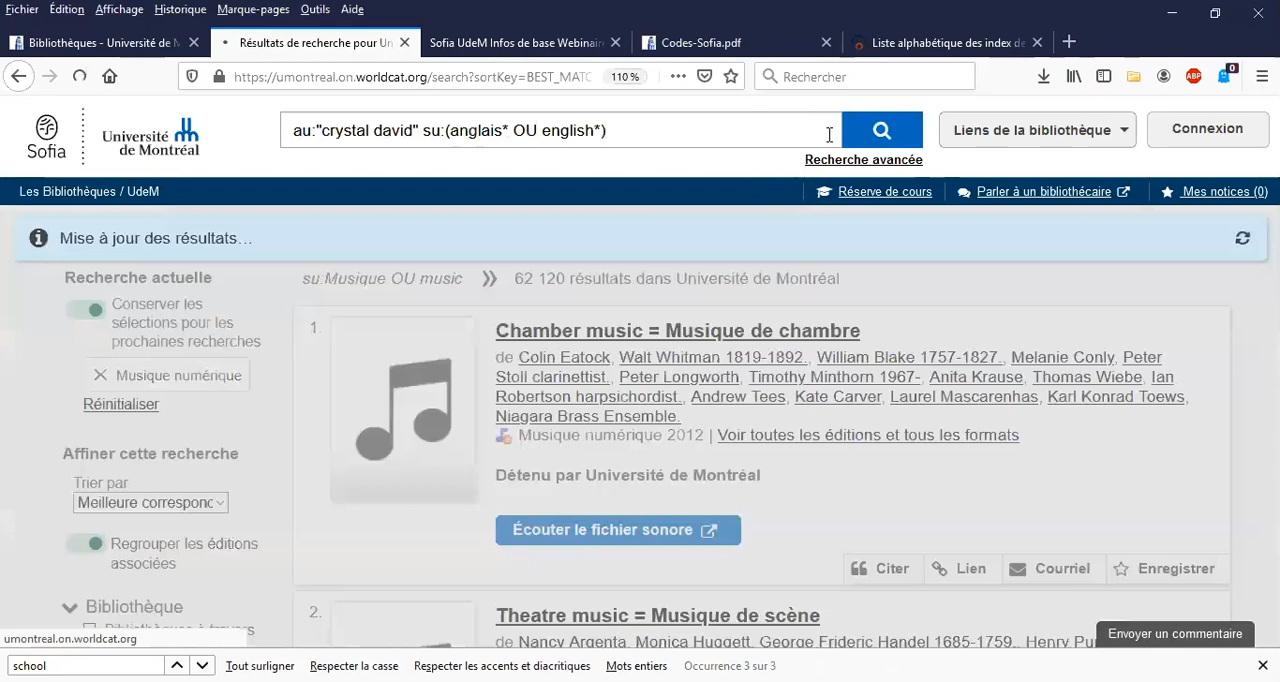 Fichier Édition Affichage Historique Marque-pages Outils Aide
Bibliothèques - Université de M
Résultats de recherche pour Un
Sofia UdeM Infos de base Webinaire
Codes-Sofia.pdf
Liste alphabétique des index de
https://umontreal.on.worldcat.org/search?sortKey=BEST_MATC
110 %
Rechercher
ABP
0
Sofia
Université de Montréal
au:"crystal david" su:(anglais* OU english*)
Liens de la bibliothèque
Connexion
Recherche avancée
Les Bibliothèques / UdeM
Réserve de cours
Parler à un bibliothécaire
Mes notices (0)
Mise à jour des résultats…
Recherche actuelle
su:Musique OU music
62 120 résultats dans Université de Montréal
Conserver les
sélections pour les
prochaines recherches
Musique numérique
Réinitialiser
Affiner cette recherche
Trier par
Meilleure corresponc
Regrouper les éditions
associées
Bibliothèque
Bibliothèques à travers
1.
Chamber music = Musique de chambre
de Colin Eatock, Walt Whitman 1819-1892., William Blake 1757-1827., Melanie Conly, Peter
Stoll clarinettist., Peter Longworth, Timothy Minthorn 1967-, Anita Krause, Thomas Wiebe, Ian
Robertson harpsichordist., Andrew Tees, Kate Carver, Laurel Mascarenhas, Karl Konrad Toews,
Niagara Brass Ensemble.
Musique numérique 2012 | Voir toutes les éditions et tous les formats
Détenu par Université de Montréal
Écouter le fichier sonore
Citer
Lien
Courriel
Enregistrer
2.
Theatre music = Musique de scène
de Nancy Argenta, Monica Huggett, George Frideric Handel 1685-1759., Henry Pu
Envoyer un commentaire
umontreal.on.worldcat.org
school
Tout surligner
Respecter la casse
Respecter les accents et diacritiques
Mots entiers
Occurrence 3 sur 3